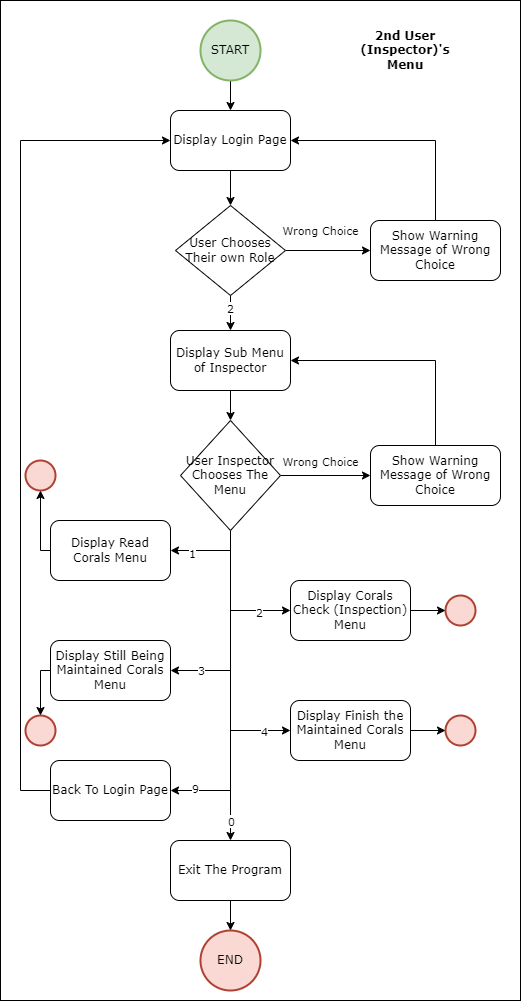 START
2nd User
(Inspector)'s
Menu
Display Login Page
User Chooses
Their own Role
Wrong Choice
Show Warning
Message of Wrong
Choice
2
Display Sub Menu
of Inspector
User Inspector
Chooses The
Menu
Wrong Choice
Show Warning
Message of Wrong
Choice
Display Read
Corals Menu
1
2
Display Corals
Check (Inspection)
Menu
Display Still Being
Maintained Corals
Menu
3
4
Display Finish the
Maintained Corals
Menu
Back To Login Page
9
0
Exit The Program
END